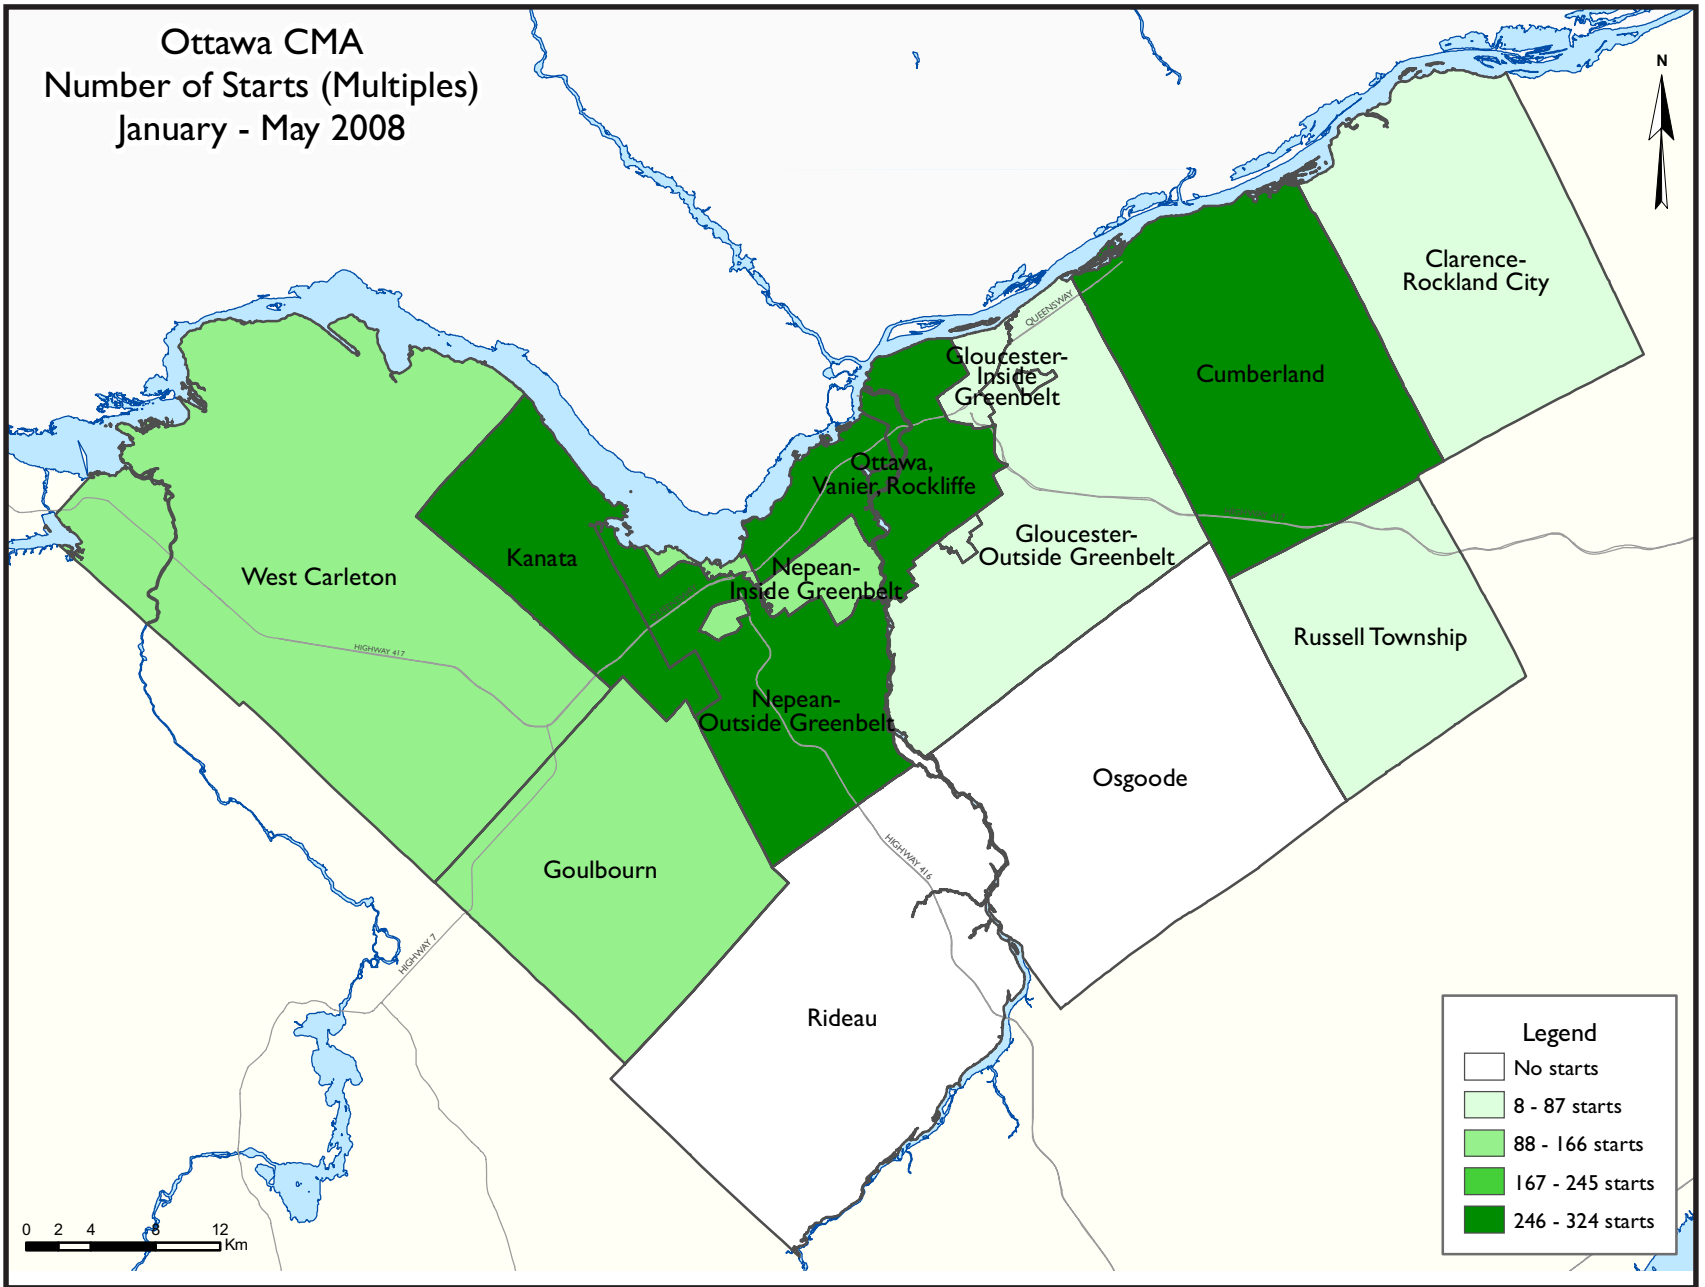 Ottawa CMA
Number of Starts (Multiples)
January - May 2008
N
Clarence-
Rockland City
QUEENSWAY
Gloucester-
Inside
Greenbelt
Cumberland
Ottawa,
Vanier, Rockliffe
Gloucester-
Outside Greenbelt
Kanata
Nepean-
Inside Greenbelt
West Carleton
Russell Township
HIGHWAY 417
Nepean-
Outside Greenbelt
Osgoode
Goulbourn
HIGHWAY 416
HIGHWAY 7
Rideau
Legend
No starts
8 - 87 starts
88 - 166 starts
167 - 245 starts
246 - 324 starts
0 2 4 8 12
Km